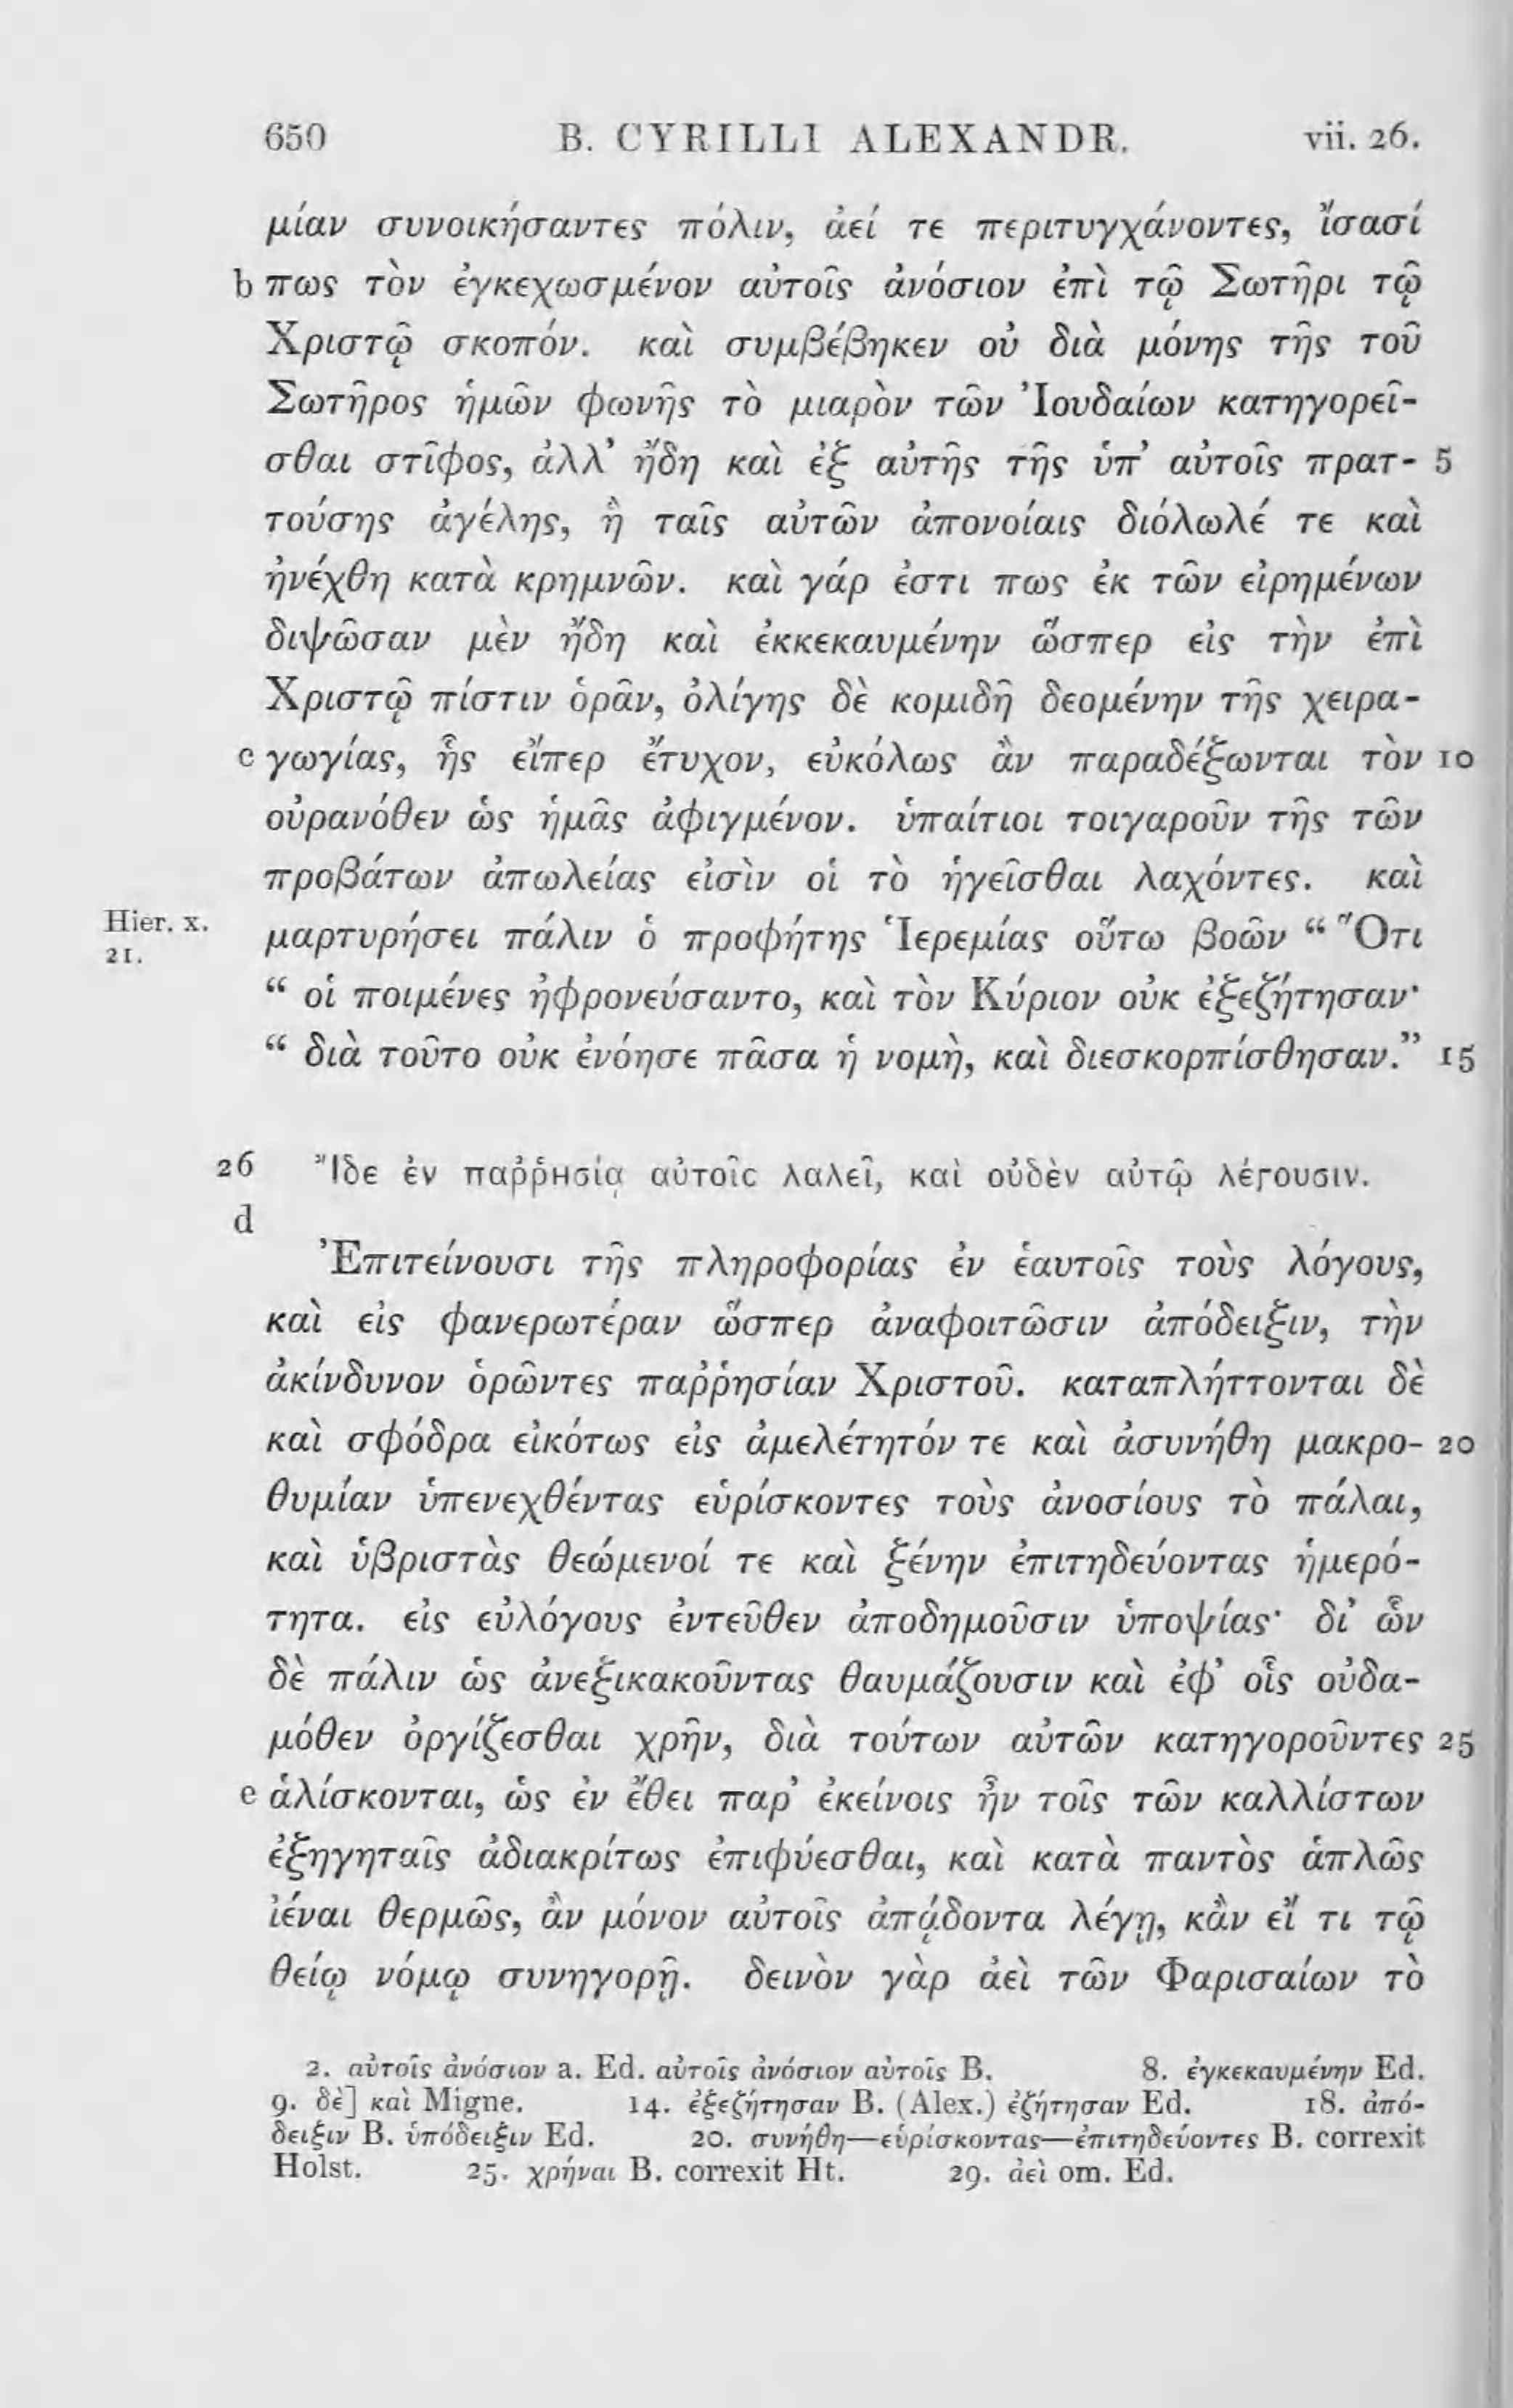 650 B. CYRILLI ALEXANDR. vii. 26.
μίαν συνοικήσαντες πόλιν, ἀεί τε περιτυγχάνοντες, ἴσασί
b πως τὸν ἐγκεχωσμένον αὐτοῖς ἀνόσιον ἐπὶ τῷ Σωτῆρι τῷ
Χριστῷ σκοπόν. καὶ συμβέβηκεν οὐ διὰ μόνης τῆς τοῦ
Σωτῆρος ἡμῶν φωνῆς τὸ μιαρὸν τῶν Ἰουδαίων κατηγορεῖ-
σθαι στῖφος, ἀλλ’ ἤδη καὶ ἐξ αὐτῆς τῆς ὑπ’ αὐτοῖς πρατ- 5
τούσης ἀγέλης, ἣ ταῖς αὐτῶν ἀπονοίαις διόλωλέ τε καὶ
ἠνέχθη κατὰ κρημνῶν. καὶ γάρ ἐστι πως ἐκ τῶν εἰρημένων
διψῶσαν μὲν ἤδη καὶ ἐκκεκαυμένην ὥσπερ εἰς τὴν ἐπὶ
Χριστῷ πίστιν ὁρᾶν, ὀλίγης δὲ κομιδῆ δεομένην τῆς χειρα-
c γωγίας, ἧς εἴπερ ἔτυχον, εὐκόλως ἂν παραδέξωνται τὸν 10
οὐρανόθεν ὡς ἡμᾶς ἀφιγμένον. ὑπαίτιοι τοιγαροῦν τῆς τῶν
προβάτων ἀπωλείας εἰσὶν οἱ τὸ ἡγεῖσθαι λαχόντες. καὶ
Hier. x. 21. μαρτυρήσει πάλιν ὁ προφήτης Ἱερεμίας οὕτω βοῶν “ Ὅτι
“ οἱ ποιμένες ἠφρονεύσαντο, καὶ τὸν Κύριον οὐκ ἐξεζήτησαν·
“ διὰ τοῦτο οὐκ ἐνόησε πᾶσα ἡ νομὴ, καὶ διεσκορπίσθησαν.” 15
26 Ἴδε ἐν παῤῥησίᾳ αὐτοῖς λαλεῖ, καὶ οὐδὲν αὐτῷ λέγουσιν.
d
Ἐπιτείνουσι τῆς πληροφορίας ἐν ἑαυτοῖς τοὺς λόγους,
καὶ εἰς φανερωτέραν ὥσπερ ἀναφοιτῶσιν ἀπόδειξιν, τὴν
ἀκίνδυνον ὁρῶντες παῤῥησίαν Χριστοῦ. καταπλήττονται δὲ
καὶ σφόδρα εἰκότως εἰς ἀμελέτητόν τε καὶ ἀσυνήθη μακρο- 20
θυμίαν ὑπενεχθέντας εὑρίσκοντες τοὺς ἀνοσίους τὸ πάλαι,
καὶ ὑβριστὰς θεώμενοί τε καὶ ξένην ἐπιτηδεύοντας ἡμερό-
τητα. εἰς εὐλόγους ἐντεῦθεν ἀποδημοῦσιν ὑποψίας· δι’ ὧν
δὲ πάλιν ὡς ἀνεξικακοῦντας θαυμάζουσιν καὶ ἐφ’ οἷς οὐδα-
μόθεν ὀργίζεσθαι χρῆν, διὰ τούτων αὐτῶν κατηγοροῦντες 25
e ἁλίσκονται, ὡς ἐν ἔθει παρ’ ἐκείνοις ἦν τοῖς τῶν καλλίστων
ἐξηγηταῖς ἀδιακρίτως ἐπιφύεσθαι, καὶ κατὰ παντὸς ἁπλῶς
ἰέναι θερμῶς, ἂν μόνον αὐτοῖς ἀπᾴδοντα λέγῃ, κἂν εἴ τι τῷ
θείῳ νόμῳ συνηγορῇ. δεινὸν γὰρ ἀεὶ τῶν Φαρισαίων τὸ
2. αὐτοῖς ἀνόσιον a. Ed. αὐτοῖς ἀνόσιον αὐτοῖς B. 8. ἐγκεκαυμένην Ed.
9. δὲ] καὶ Migne. 14. ἐξεζήτησαν B. (Alex.) ἐζήτησαν Ed. 18. ἀπό-
δειξιν B. ὑπόδειξιν Ed. 20. συνήθη—εὑρίσκοντας—ἐπιτηδεύοντες B. correxit
Holst. 25. χρῆναι B. correxit Ht. 29. ἀεὶ om. Ed.